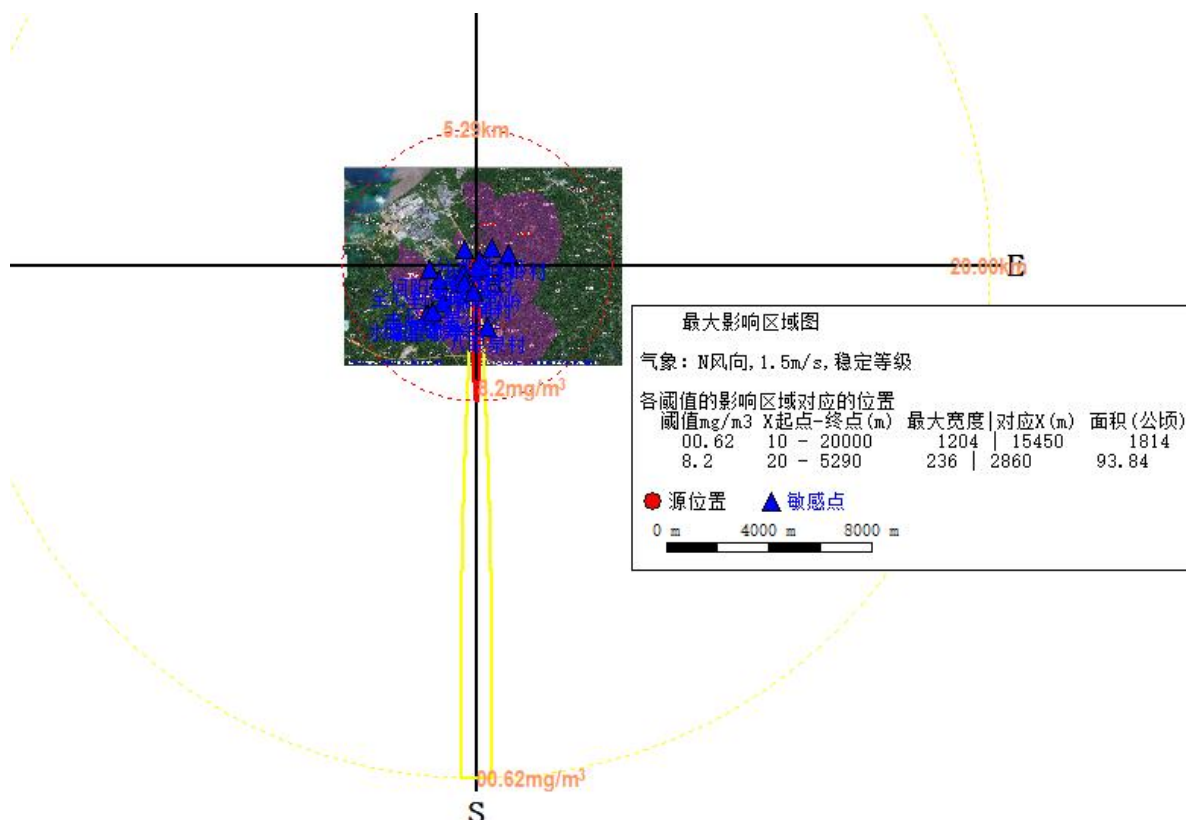 5.29km
E
20.00km
最大影响区域图
气象: N风向,1.5m/s,稳定等级
各阈值的影响区域对应的位置
阈值mg/m3 X起点-终点(m) 最大宽度|对应X(m) 面积(公顷)
00.62 10 - 20000 1204 | 15450 1814
8.2 20 - 5290 236 | 2860 93.84
源位置 敏感点
0 m 4000 m 8000 m
8.2mg/m³
00.62mg/m³
S